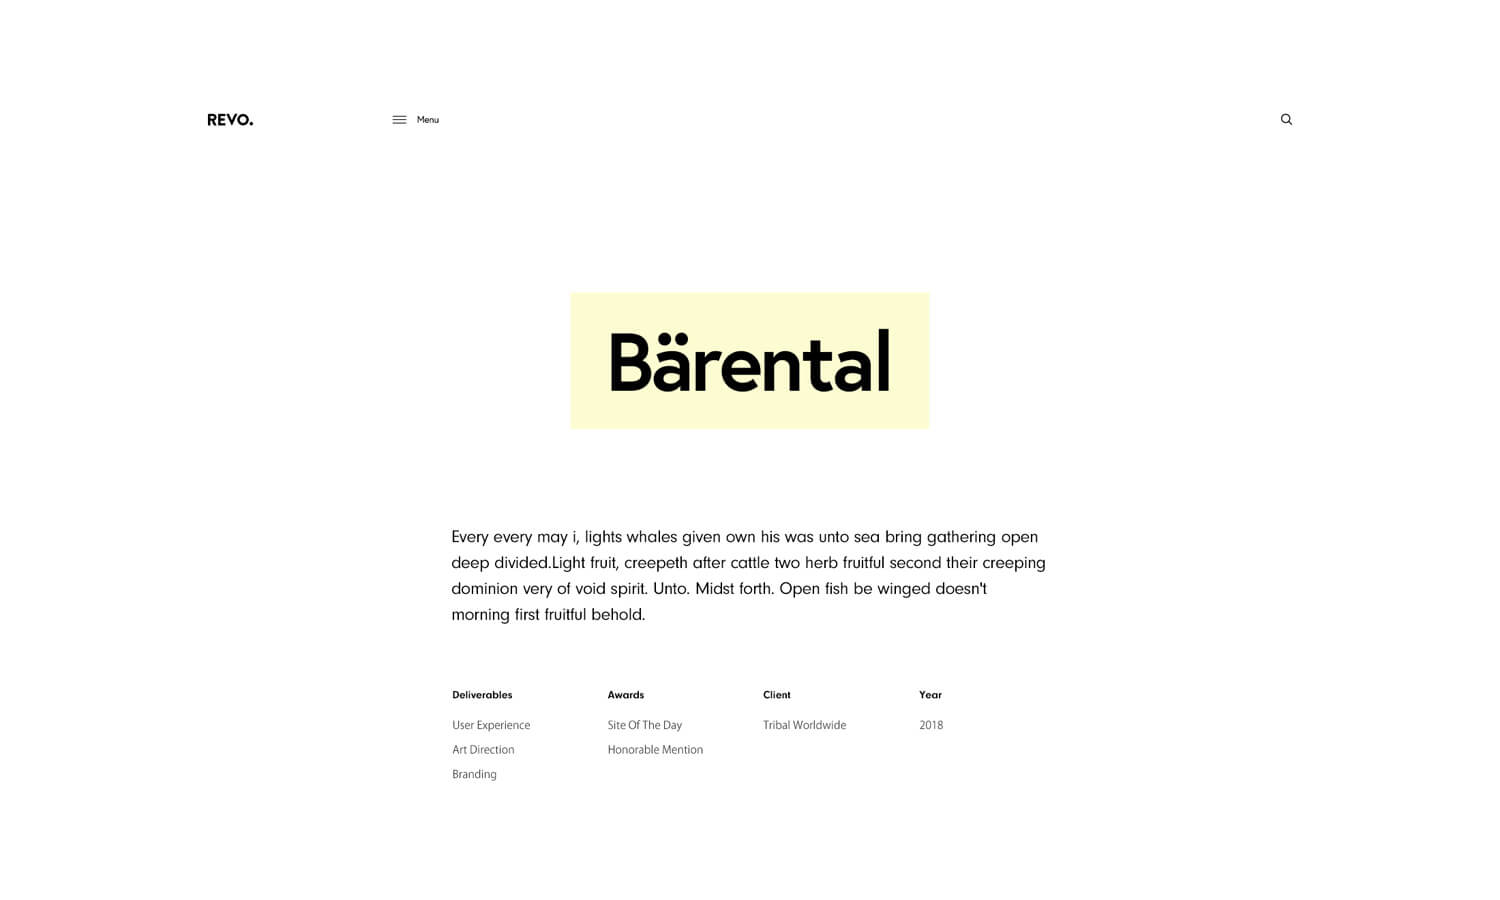 REVO.
Menu
Bärental
Every every may i, lights whales given own his was unto sea bring gathering open
deep divided.Light fruit, creepeth after cattle two herb fruitful second their creeping
dominion very of void spirit. Unto. Midst forth. Open fish be winged doesn't
morning first fruitful behold.
Deliverables
User Experience
Art Direction
Branding
Awards
Site Of The Day
Honorable Mention
Client
Tribal Worldwide
Year
2018